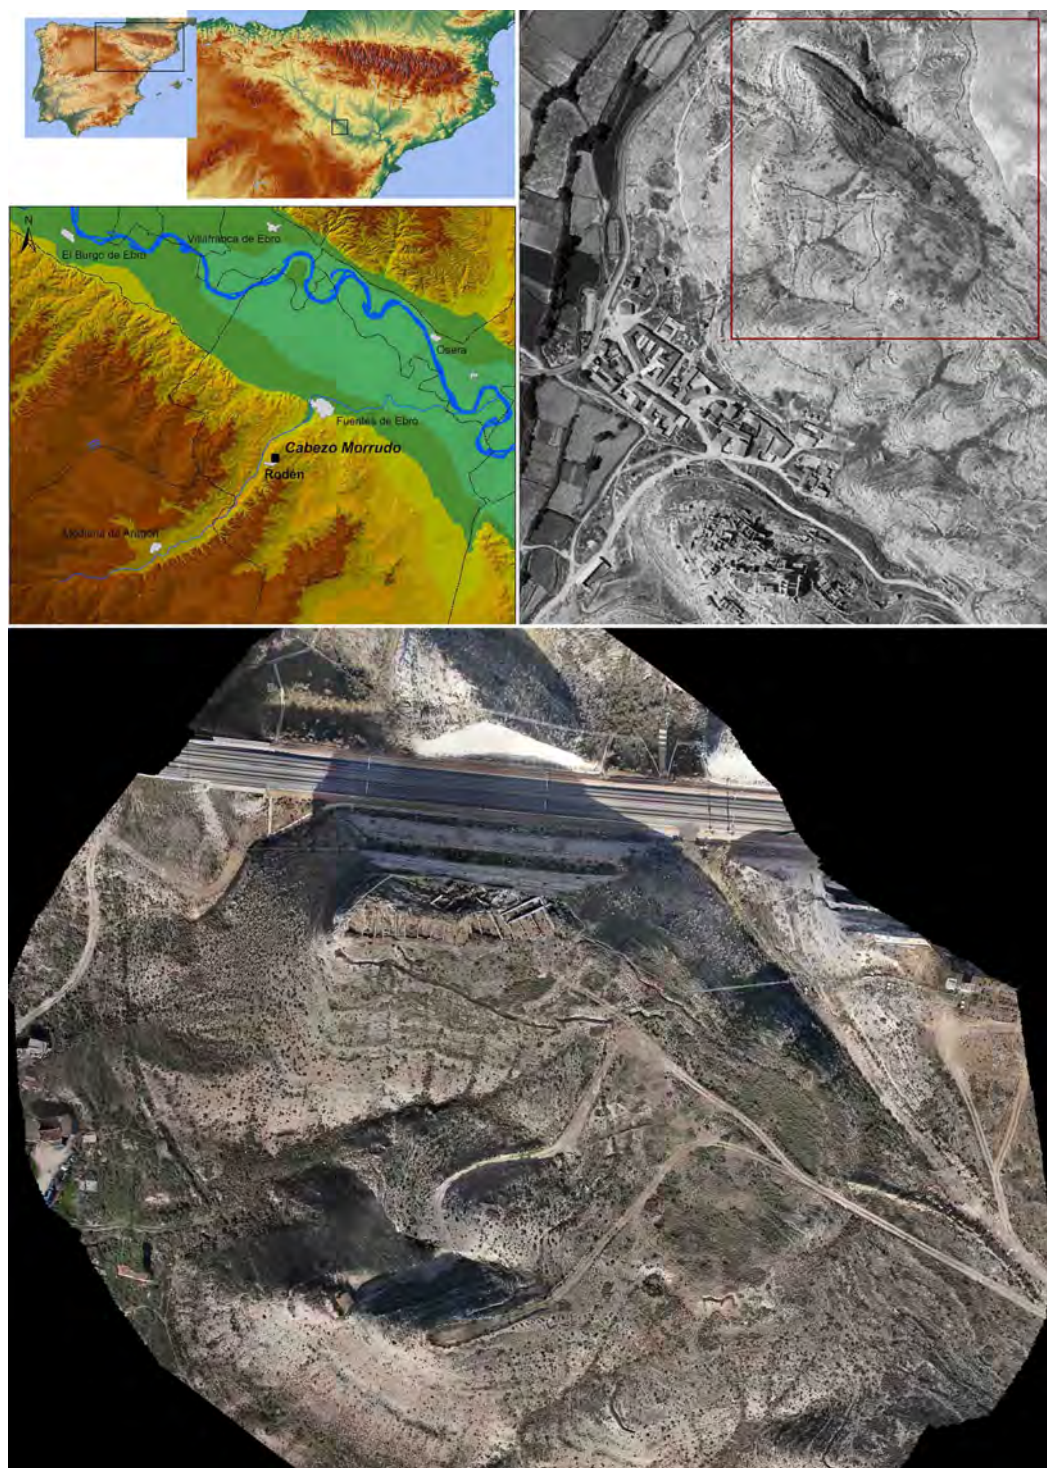 N
Villafranca de Ebro
El Burgo de Ebro
Osera
Fuentes de Ebro
Cabezo Morrudo
Rodén
Mediana de Aragón